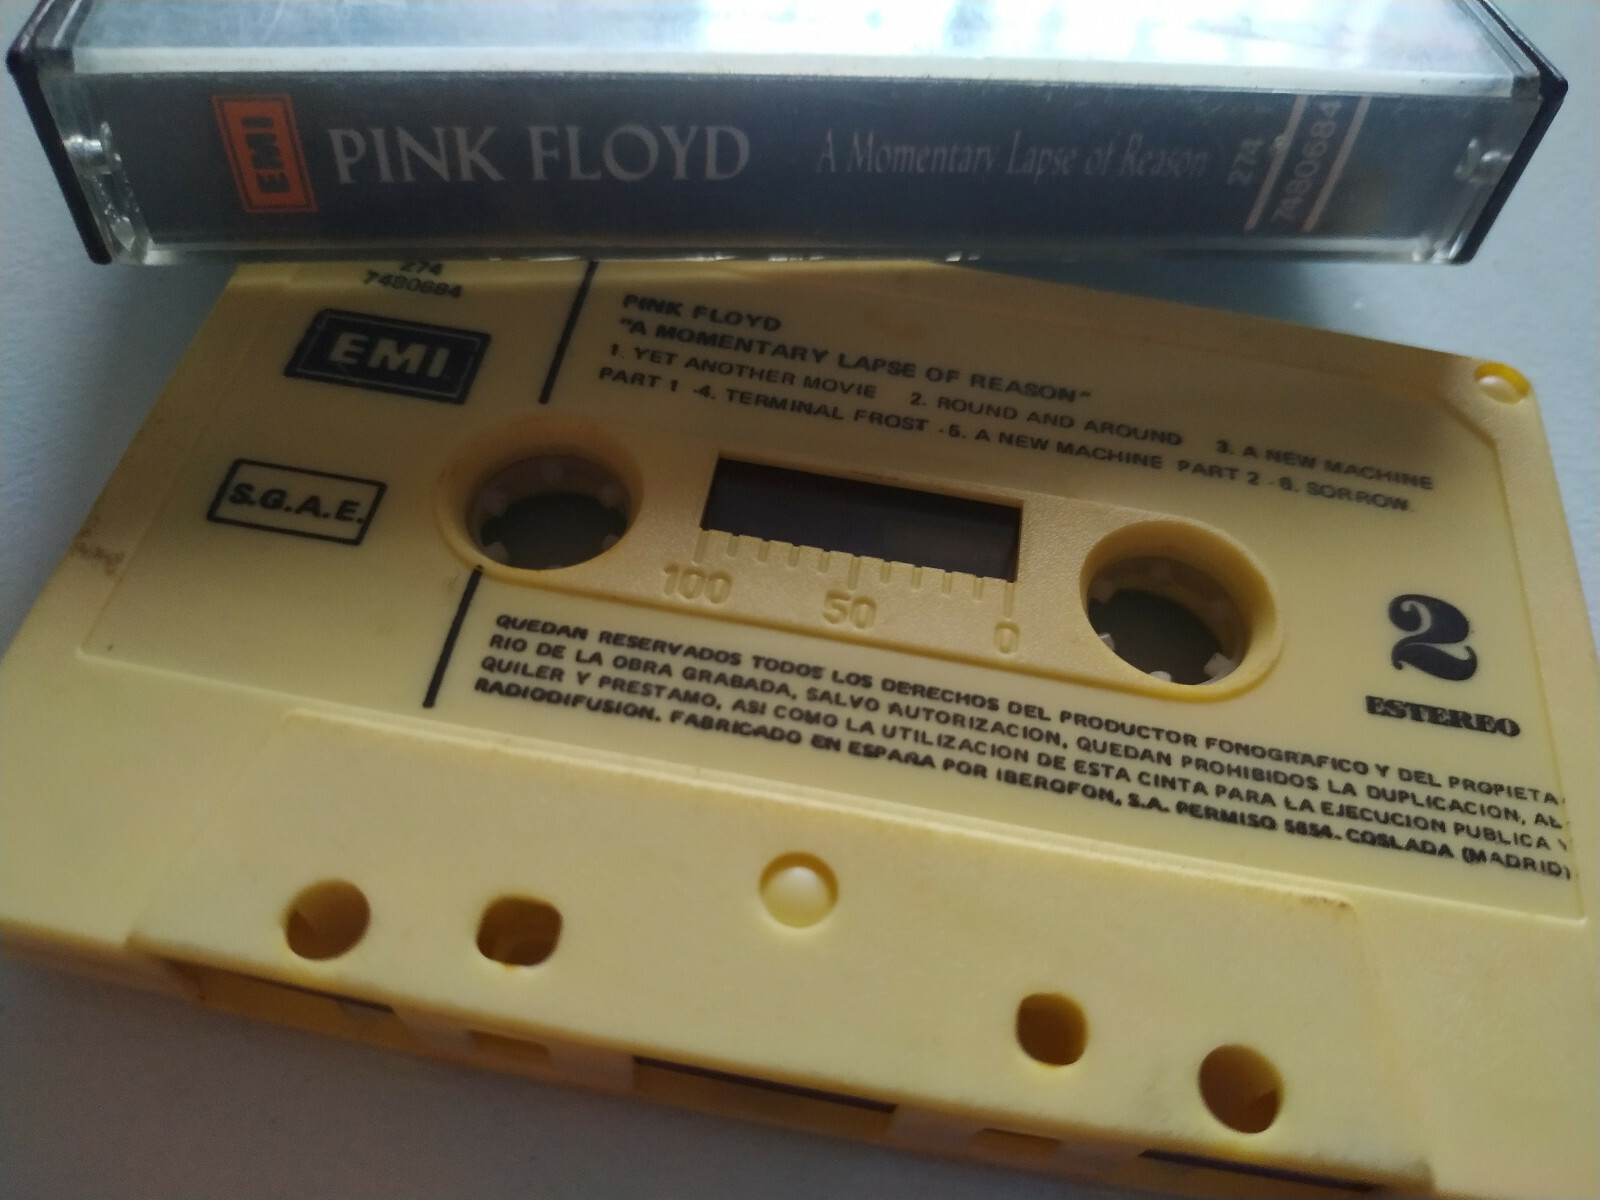 EMI
PINK FLOYD
A Momentary Lapse of Reason
274
7480684
274
7480684
EMI
S.G.A.E.
PINK FLOYD
"A MOMENTARY LAPSE OF REASON"
1. YET ANOTHER MOVIE 2. ROUND AND AROUND 3. A NEW MACHINE
PART 1 -4. TERMINAL FROST -5. A NEW MACHINE PART 2 -6. SORROW
100
50
0
2
ESTEREO
QUEDAN RESERVADOS TODOS LOS DERECHOS DEL PRODUCTOR FONOGRAFICO Y DEL PROPIETA-
RIO DE LA OBRA GRABADA, SALVO AUTORIZACION, QUEDAN PROHIBIDOS LA DUPLICACION, AL-
QUILER Y PRESTAMO, ASI COMO LA UTILIZACION DE ESTA CINTA PARA LA EJECUCION PUBLICA Y
RADIODIFUSION. FABRICADO EN ESPAÑA POR IBEROFON, S.A. PERMISO 5654. COSLADA (MADRID)